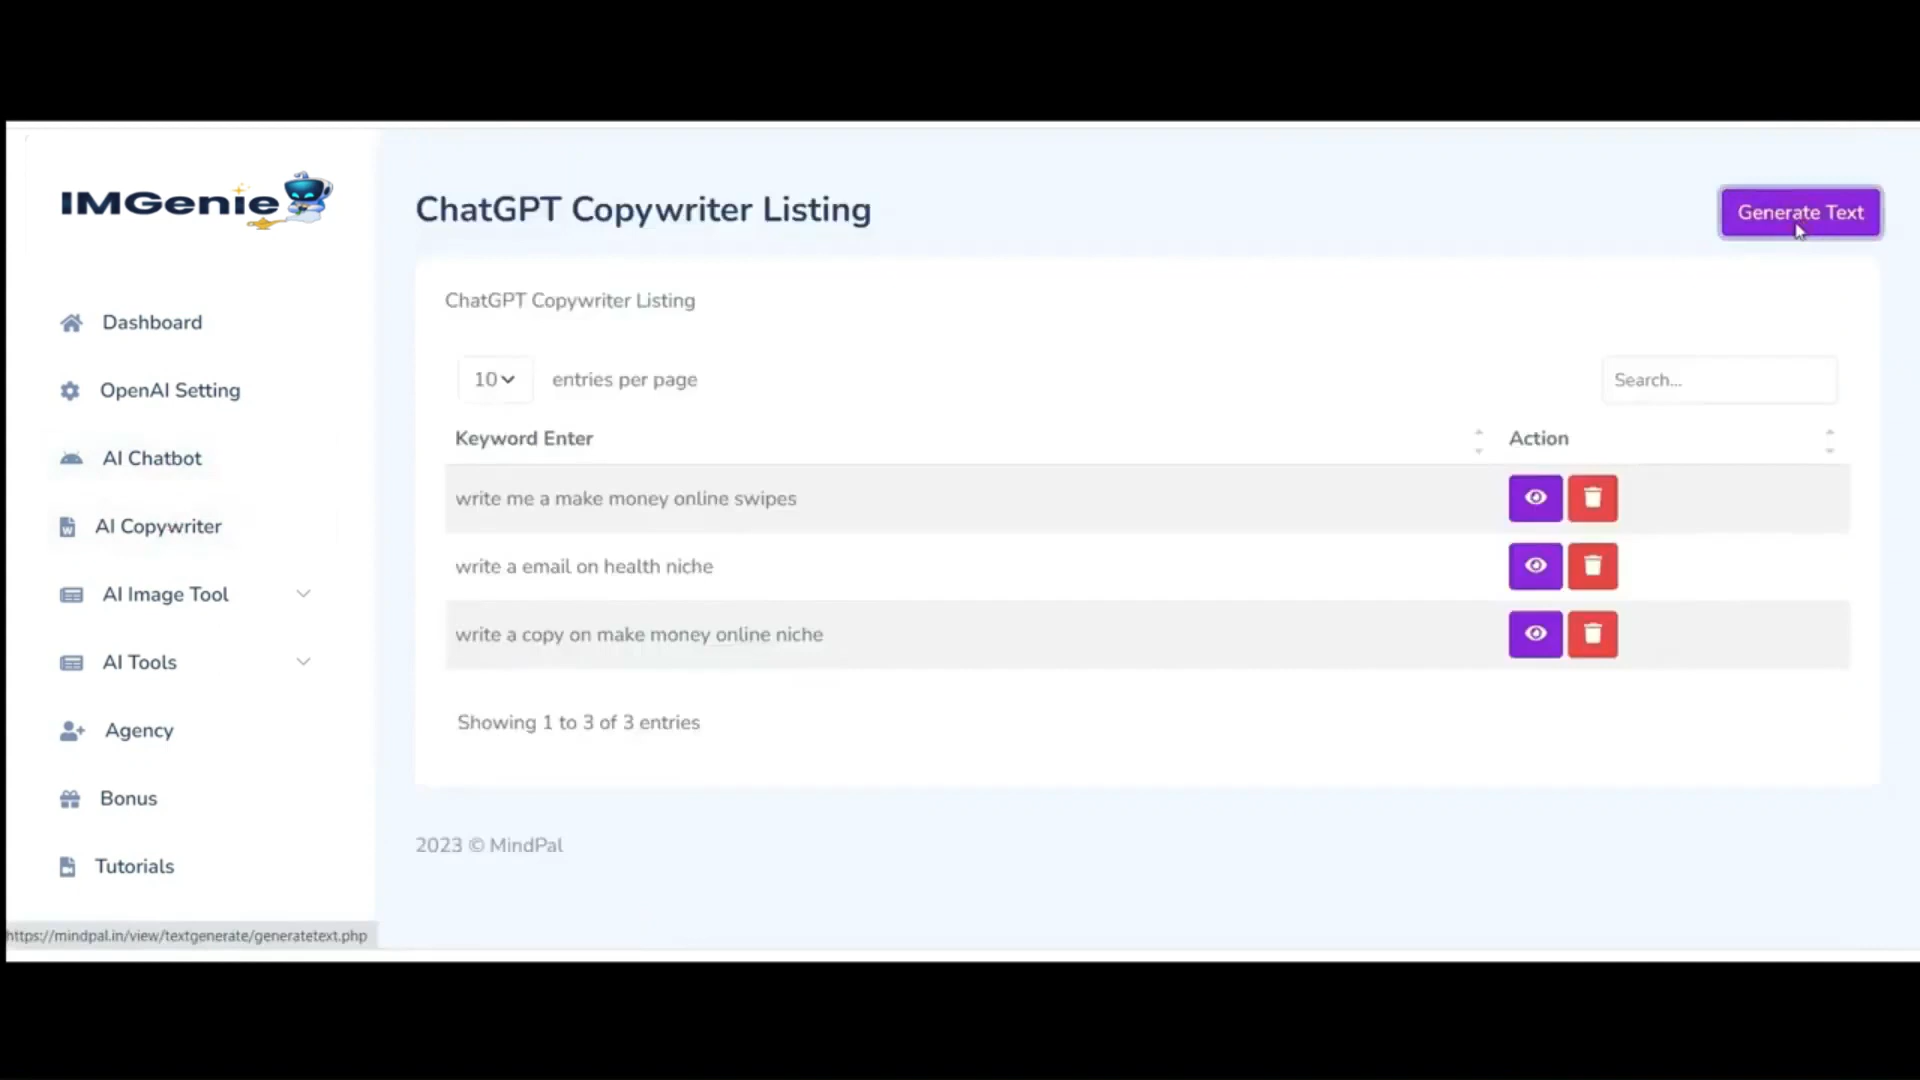 IMGenie
Dashboard
OpenAI Setting
AI Chatbot
AI Copywriter
AI Image Tool
AI Tools
Agency
Bonus
Tutorials
https://mindpal.in/view/textgenerate/generatetext.php
ChatGPT Copywriter Listing
Generate Text
ChatGPT Copywriter Listing
10 entries per page
Search...
Keyword Enter Action
write me a make money online swipes
write a email on health niche
write a copy on make money online niche
Showing 1 to 3 of 3 entries
2023 © MindPal